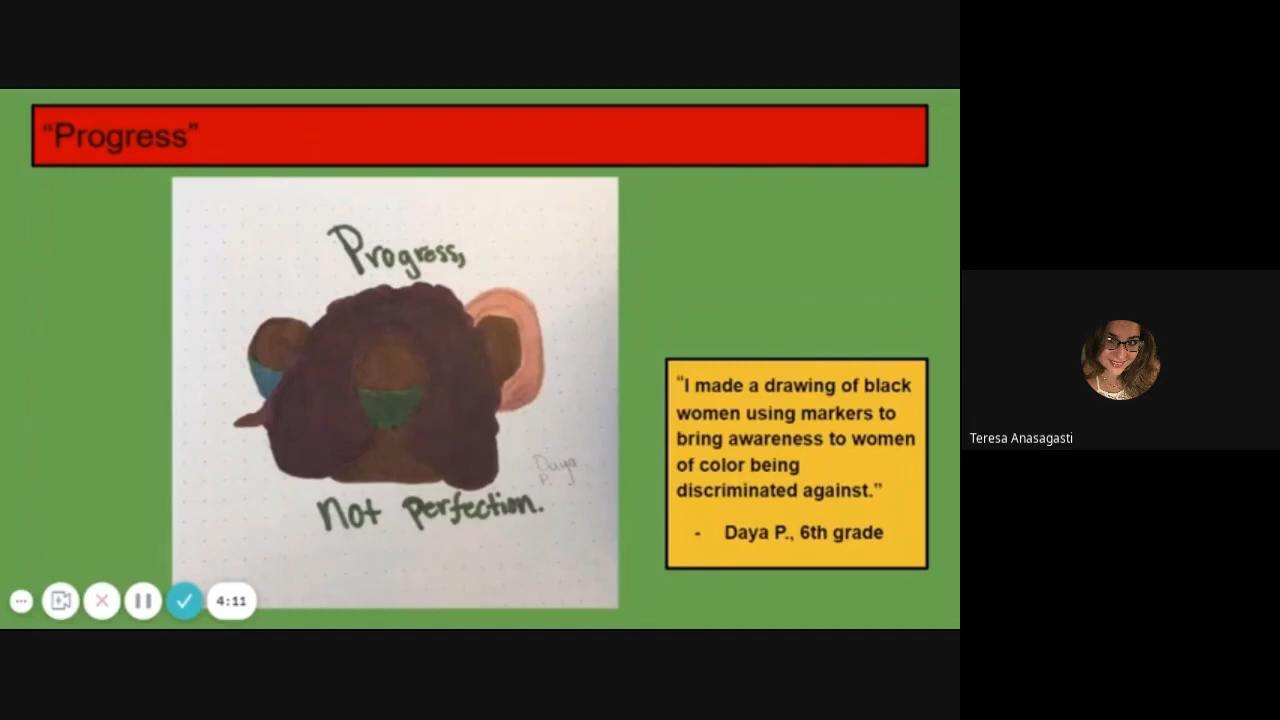 “Progress”
Progress,
Daya
P.
not perfection.
“I made a drawing of black
women using markers to
bring awareness to women
of color being
discriminated against.”
- Daya P., 6th grade
4:11
Teresa Anasagasti